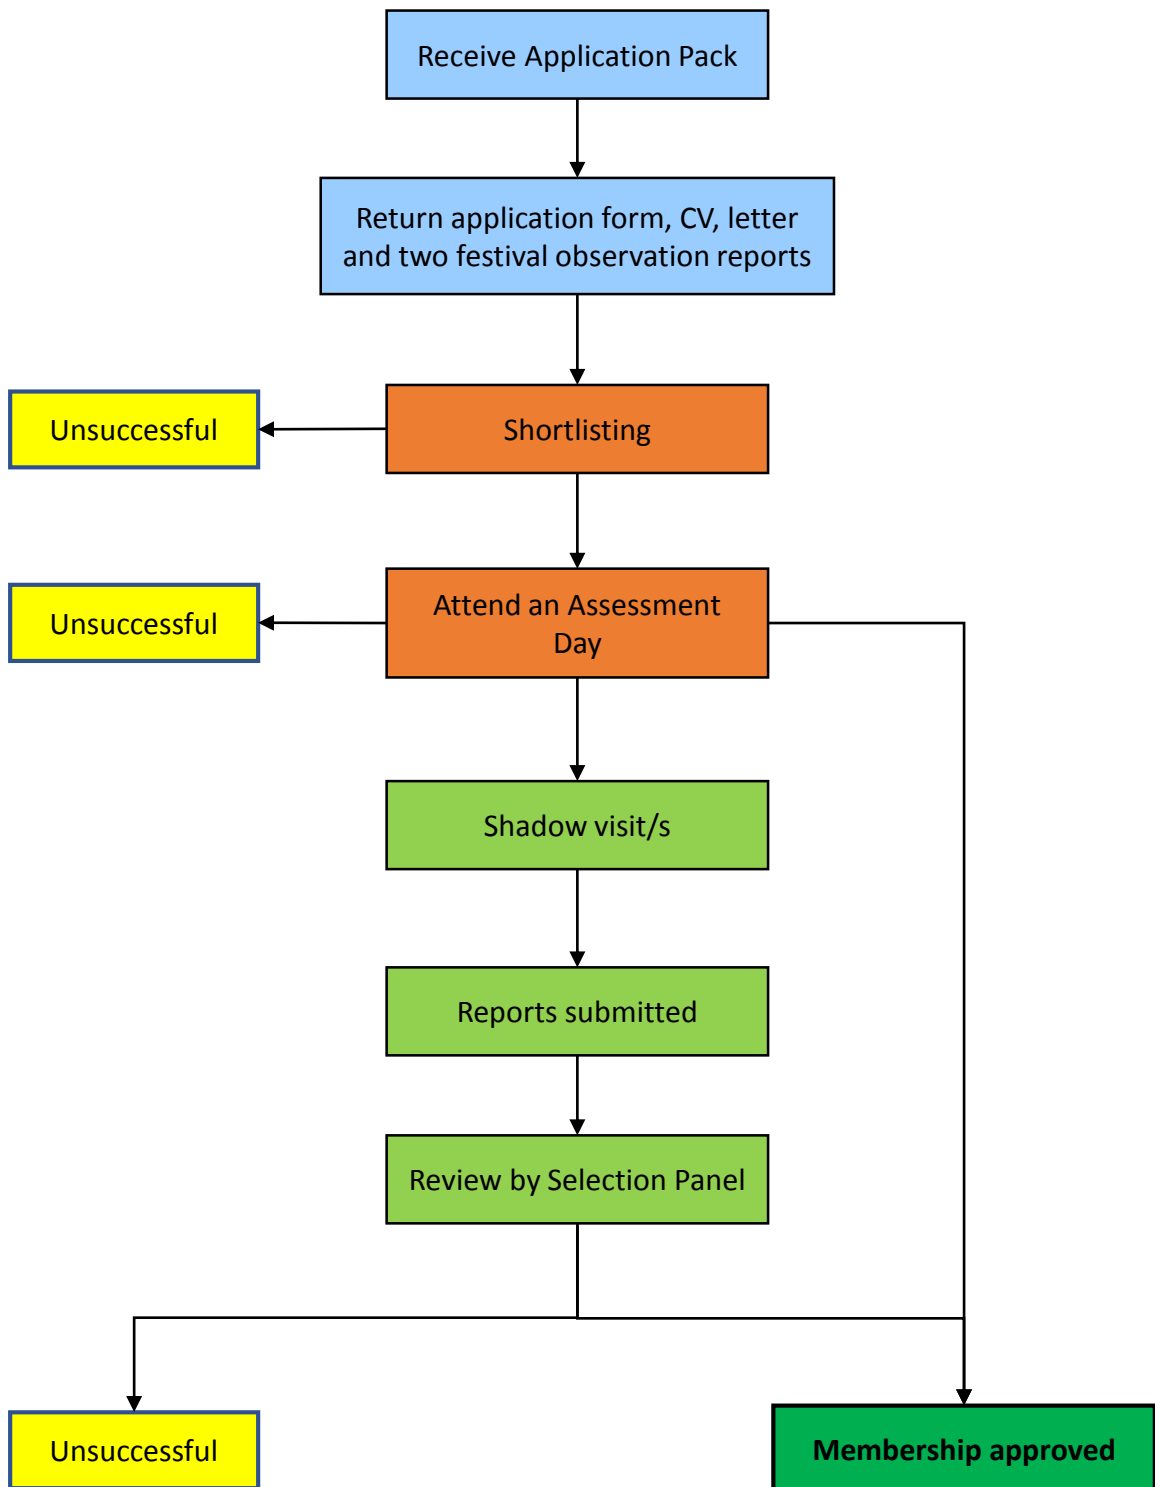 Receive Application Pack
Return application form, CV, letter
and two festival observation reports
Unsuccessful
Shortlisting
Unsuccessful
Attend an Assessment
Day
Shadow visit/s
Reports submitted
Review by Selection Panel
Unsuccessful
Membership approved